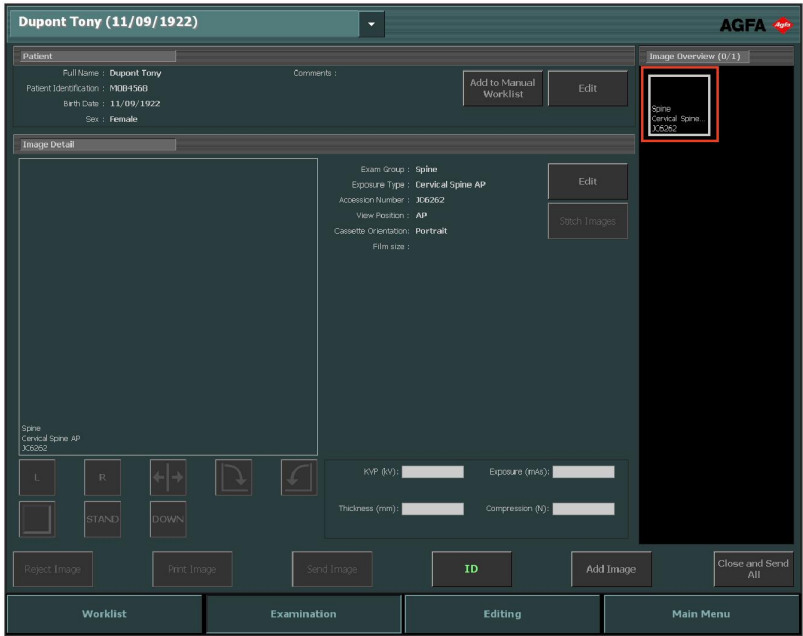 Dupont Tony (11/09/1922)
AGFA Agfa
Patient
Image Overview (0/1)
Full Name : Dupont Tony
Comments :
Patient Identification : MOB4568
Birth Date : 11/09/1922
Sex : Female
Add to Manual
Worklist
Edit
Spine
Cervical Spine...
JC6262
Image Detail
Exam Group : Spine
Exposure Type : Cervical Spine AP
Accession Number : JC6262
View Position : AP
Cassette Orientation: Portrait
Film size :
Edit
Stitch Images
Spine
Cervical Spine AP
JC6262
L
R
STAND
DOWN
KVP (kV):
Exposure (mAs):
Thickness (mm):
Compression (N):
Reject Image
Print Image
Send Image
ID
Add Image
Close and Send
All
Worklist
Examination
Editing
Main Menu